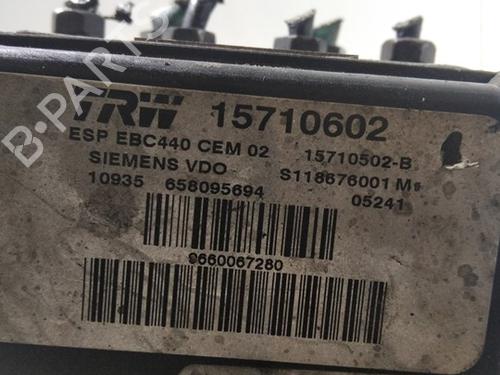 TRW 15710602
ESP EBC440 CEM 02 15710502-B
SIEMENS VDO S118676001
10935 658095694 05241
9660067280
B-PARTS